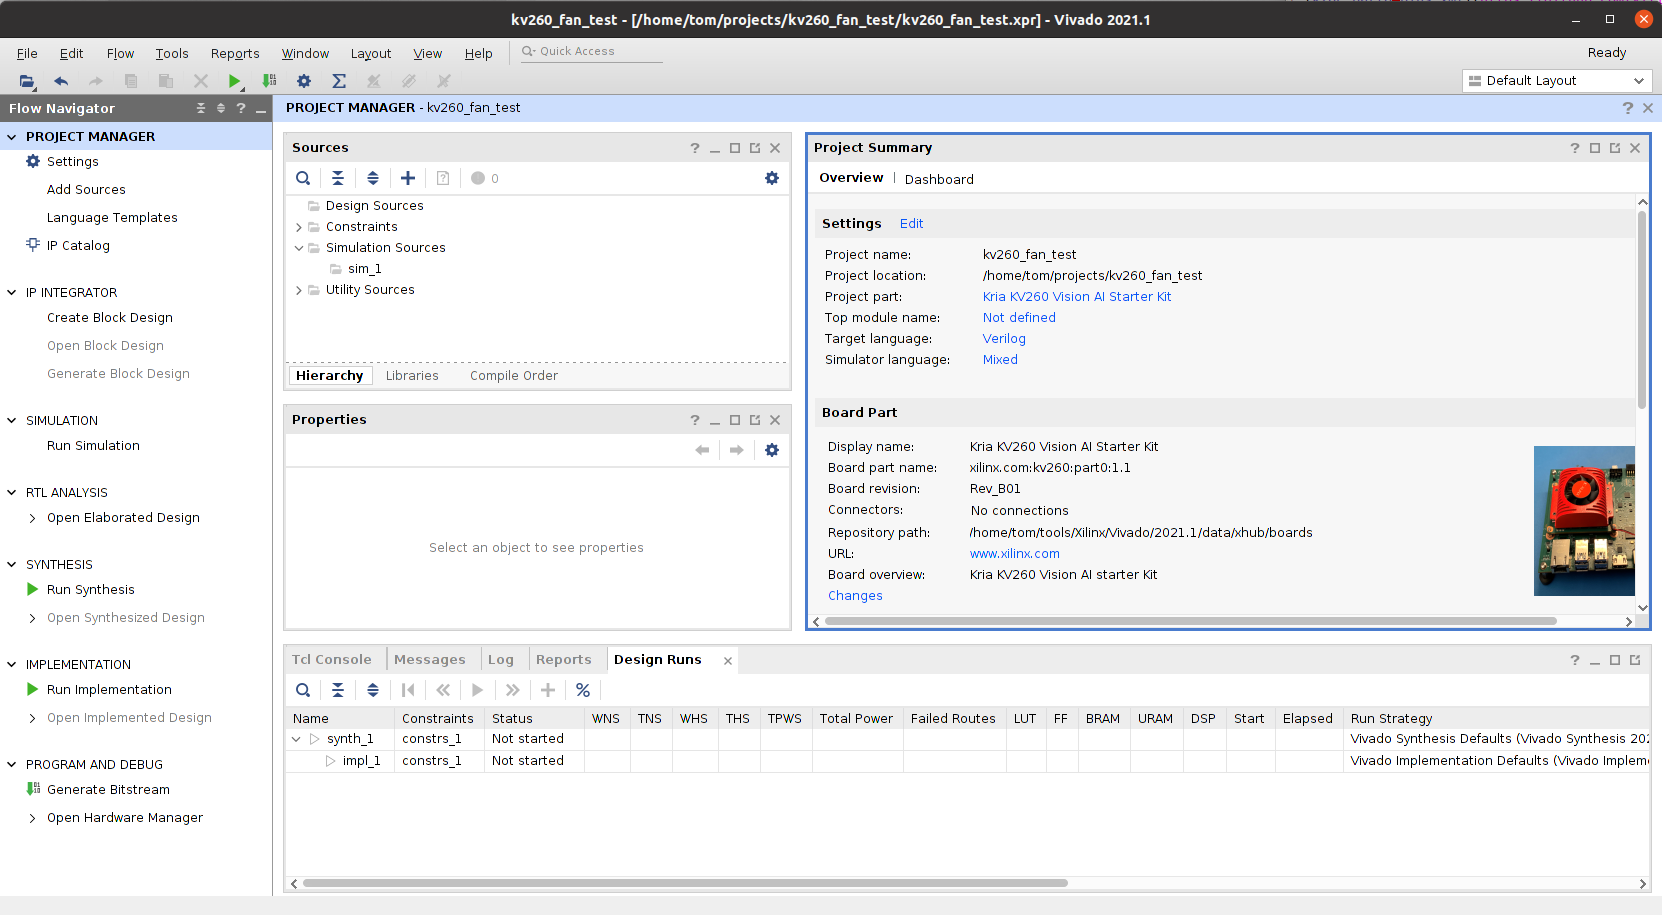 kv260_fan_test - [/home/tom/projects/kv260_fan_test/kv260_fan_test.xpr] - Vivado 2021.1
File Edit Flow Tools Reports Window Layout View Help Quick Access Ready
Default Layout
Flow Navigator
PROJECT MANAGER
Settings
Add Sources
Language Templates
IP Catalog
IP INTEGRATOR
Create Block Design
Open Block Design
Generate Block Design
SIMULATION
Run Simulation
RTL ANALYSIS
Open Elaborated Design
SYNTHESIS
Run Synthesis
Open Synthesized Design
IMPLEMENTATION
Run Implementation
Open Implemented Design
PROGRAM AND DEBUG
Generate Bitstream
Open Hardware Manager
PROJECT MANAGER - kv260_fan_test
Sources
0
Design Sources
Constraints
Simulation Sources
sim_1
Utility Sources
Hierarchy Libraries Compile Order
Properties
Select an object to see properties
Project Summary
Overview | Dashboard
Settings Edit
Project name: kv260_fan_test
Project location: /home/tom/projects/kv260_fan_test
Project part: Kria KV260 Vision AI Starter Kit
Top module name: Not defined
Target language: Verilog
Simulator language: Mixed
Board Part
Display name: Kria KV260 Vision AI Starter Kit
Board part name: xilinx.com:kv260:part0:1.1
Board revision: Rev_B01
Connectors: No connections
Repository path: /home/tom/tools/Xilinx/Vivado/2021.1/data/xhub/boards
URL: www.xilinx.com
Board overview: Kria KV260 Vision AI starter Kit
Changes
Tcl Console Messages Log Reports Design Runs
Name Constraints Status WNS TNS WHS THS TPWS Total Power Failed Routes LUT FF BRAM URAM DSP Start Elapsed Run Strategy
synth_1 constrs_1 Not started Vivado Synthesis Defaults (Vivado Synthesis 202
impl_1 constrs_1 Not started Vivado Implementation Defaults (Vivado Impleme